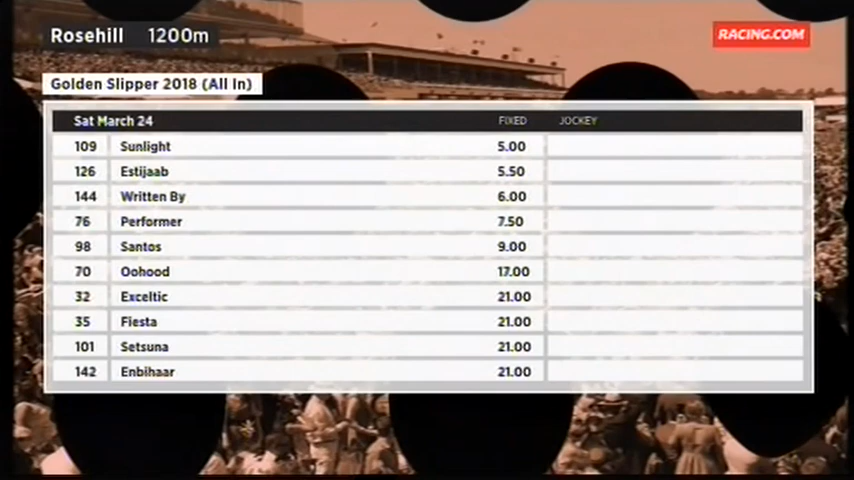 Rosehill 1200m
RACING.COM
Golden Slipper 2018 (All In)
Sat March 24 FIXED JOCKEY
109 Sunlight 5.00
126 Estijaab 5.50
144 Written By 6.00
76 Performer 7.50
98 Santos 9.00
70 Oohood 17.00
32 Exceltic 21.00
35 Fiesta 21.00
101 Setsuna 21.00
142 Enbihaar 21.00